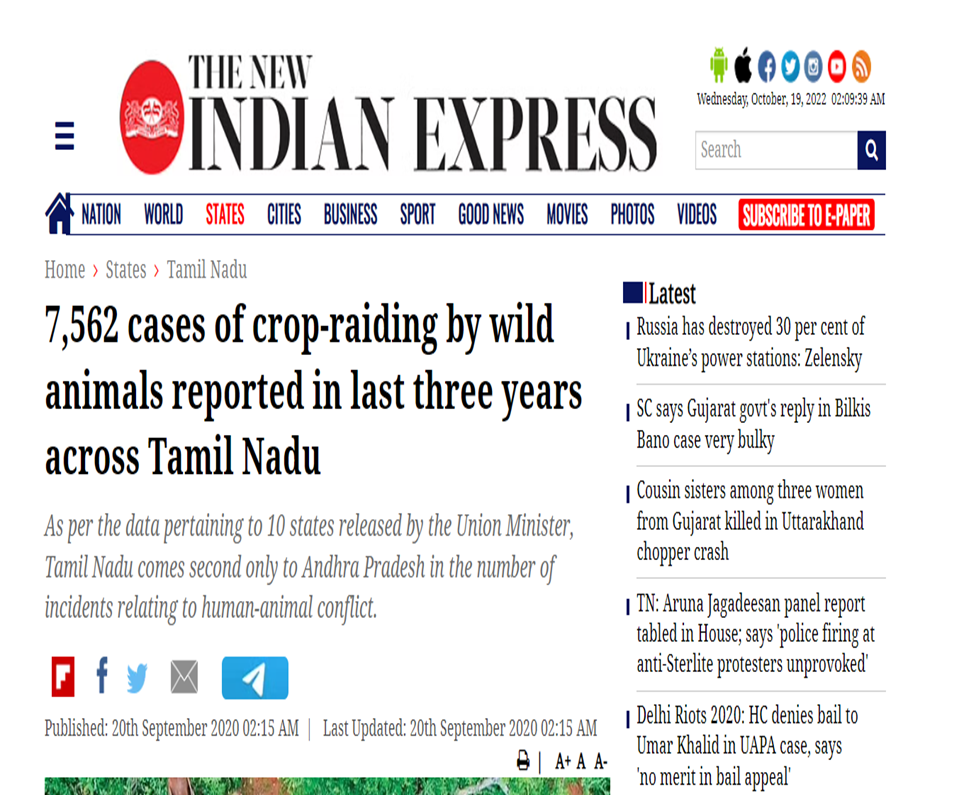 THE NEW
INDIAN EXPRESS
Wednesday, October, 19, 2022 02:09:39 AM
Search
NATION WORLD STATES CITIES BUSINESS SPORT GOOD NEWS MOVIES PHOTOS VIDEOS SUBSCRIBE TO E-PAPER
Home › States › Tamil Nadu
7,562 cases of crop-raiding by wild
animals reported in last three years
across Tamil Nadu
As per the data pertaining to 10 states released by the Union Minister,
Tamil Nadu comes second only to Andhra Pradesh in the number of
incidents relating to human-animal conflict.
Published: 20th September 2020 02:15 AM | Last Updated: 20th September 2020 02:15 AM
| A+ A A-
Latest
Russia has destroyed 30 per cent of
Ukraine’s power stations: Zelensky
SC says Gujarat govt's reply in Bilkis
Bano case very bulky
Cousin sisters among three women
from Gujarat killed in Uttarakhand
chopper crash
TN: Aruna Jagadeesan panel report
tabled in House; says 'police firing at
anti-Sterlite protesters unprovoked'
Delhi Riots 2020: HC denies bail to
Umar Khalid in UAPA case, says
'no merit in bail appeal'